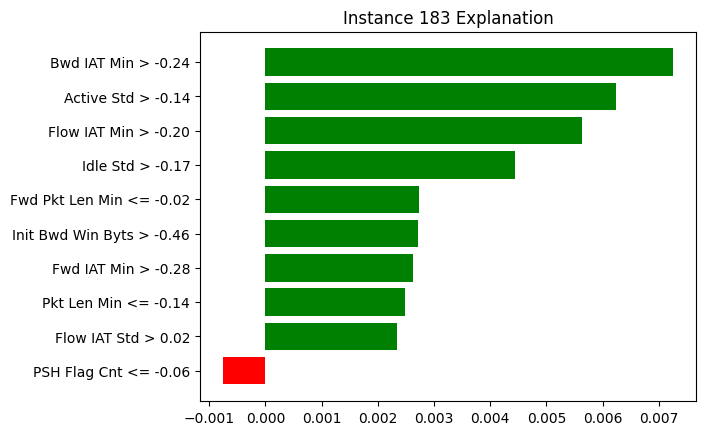 Instance 183 Explanation
Bwd IAT Min > -0.24
Active Std > -0.14
Flow IAT Min > -0.20
Idle Std > -0.17
Fwd Pkt Len Min <= -0.02
Init Bwd Win Byts > -0.46
Fwd IAT Min > -0.28
Pkt Len Min <= -0.14
Flow IAT Std > 0.02
PSH Flag Cnt <= -0.06
−0.001 0.000 0.001 0.002 0.003 0.004 0.005 0.006 0.007